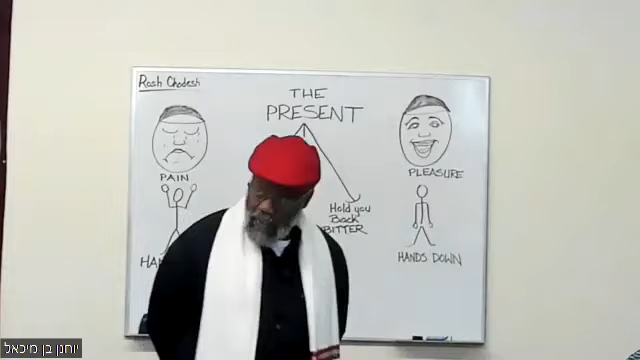 Rosh Chodesh
THE
PRESENT
PAIN
PLEASURE
Hold you
Back
BITTER
HANDS DOWN
יוחנן בן מיכאל